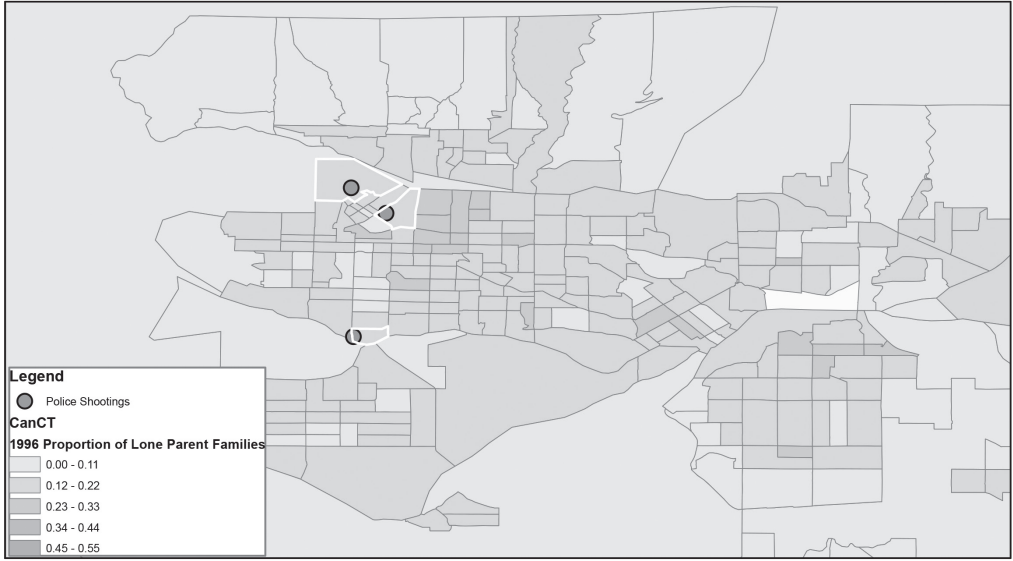 Legend
Police Shootings
CanCT
1996 Proportion of Lone Parent Families
0.00 - 0.11
0.12 - 0.22
0.23 - 0.33
0.34 - 0.44
0.45 - 0.55